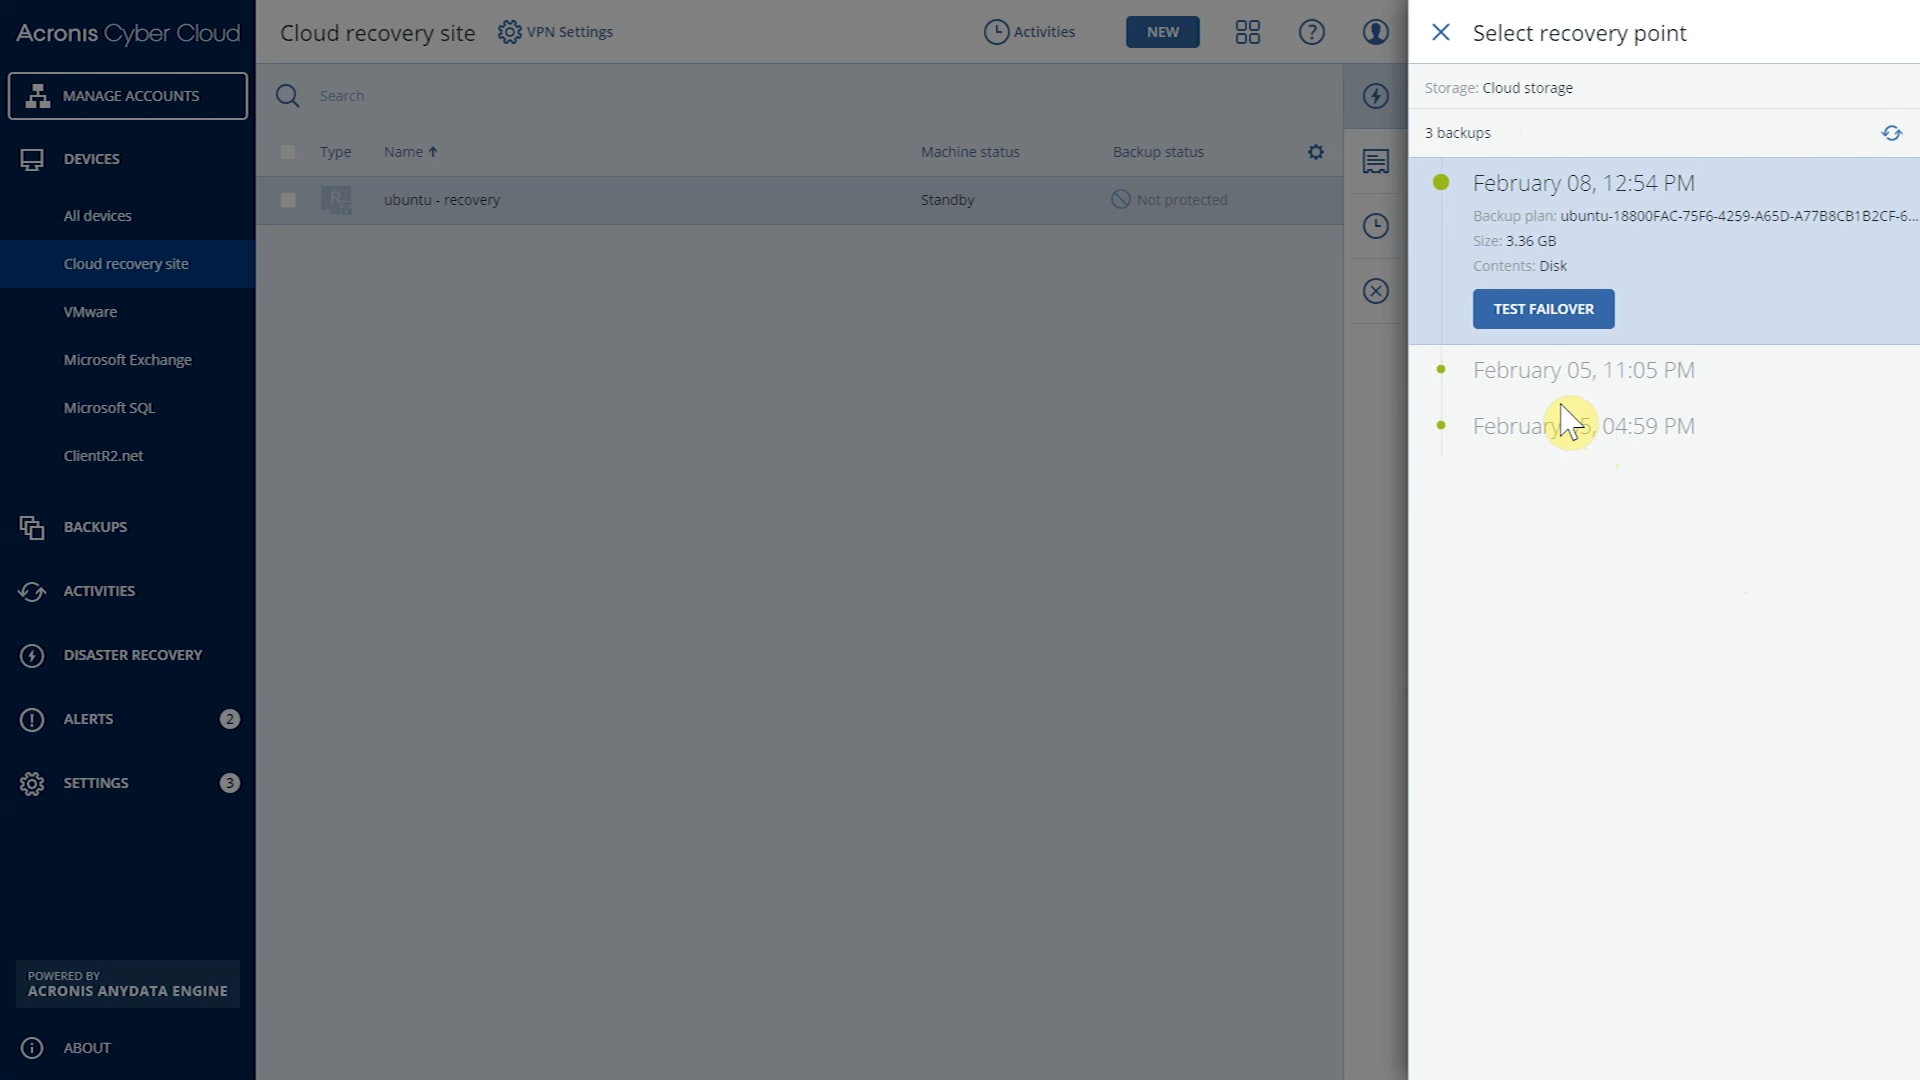 Acronis Cyber Cloud
MANAGE ACCOUNTS
DEVICES
All devices
Cloud recovery site
VMware
Microsoft Exchange
Microsoft SQL
ClientR2.net
BACKUPS
ACTIVITIES
DISASTER RECOVERY
ALERTS 2
SETTINGS 3
POWERED BY
ACRONIS ANYDATA ENGINE
ABOUT
Cloud recovery site VPN Settings Activities NEW
Search
Type Name Machine status Backup status
R ubuntu - recovery Standby Not protected
Select recovery point
Storage: Cloud storage
3 backups
February 08, 12:54 PM
Backup plan: ubuntu-18800FAC-75F6-4259-A65D-A77B8CB1B2CF-6...
Size: 3.36 GB
Contents: Disk
TEST FAILOVER
February 05, 11:05 PM
February 05, 04:59 PM